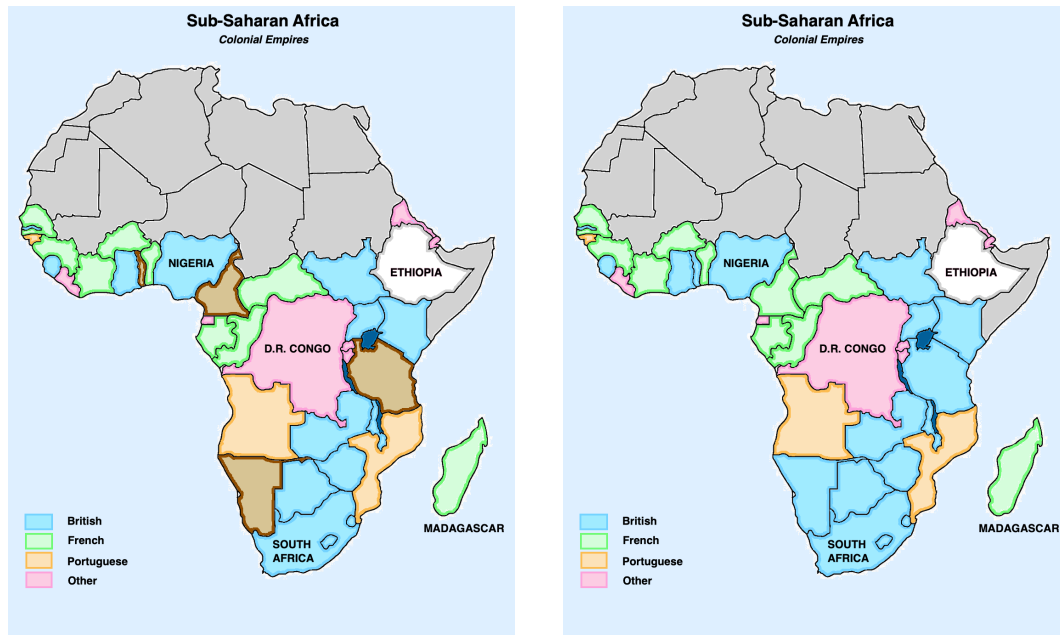 Sub-Saharan Africa
Colonial Empires
NIGERIA
ETHIOPIA
D.R. CONGO
MADAGASCAR
SOUTH
AFRICA
British
French
Portuguese
Other
Sub-Saharan Africa
Colonial Empires
NIGERIA
ETHIOPIA
D.R. CONGO
MADAGASCAR
SOUTH
AFRICA
British
French
Portuguese
Other